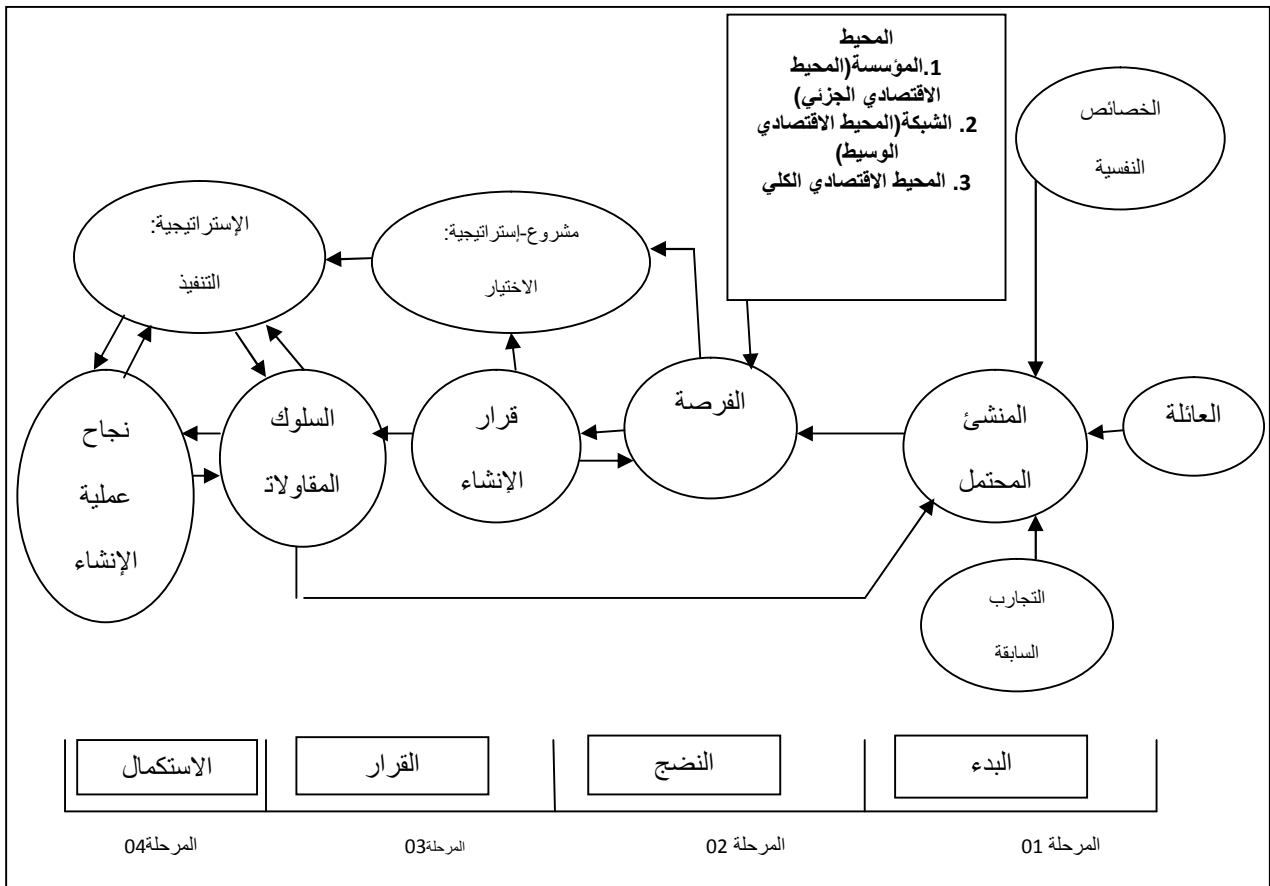 المحيط
1.المؤسسة(المحيط
الاقتصادي الجزئي)
2. الشبكة(المحيط الاقتصادي
الوسيط)
3. المحيط الاقتصادي الكلي
الخصائص
النفسية
الإستراتيجية:
التنفيذ
مشروع-إستراتيجية:
الاختيار
العائلة
المنشئ
المحتمل
الفرصة
قرار
الإنشاء
السلوك
المقاولاتـ
نجاح
عملية
الإنشاء
التجارب
السابقة
البدء
النضج
القرار
الاستكمال
المرحلة 01
المرحلة 02
المرحلة03
المرحلة04